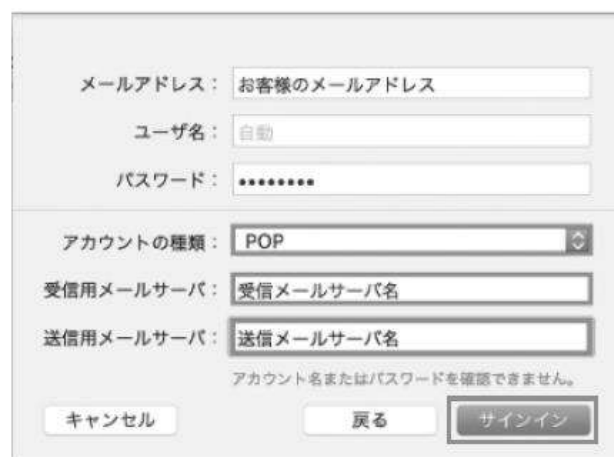 メールアドレス： お客様のメールアドレス
ユーザ名： 自動
パスワード： ••••••••
アカウントの種類： POP
受信用メールサーバ： 受信メールサーバ名
送信用メールサーバ： 送信メールサーバ名
アカウント名またはパスワードを確認できません。
キャンセル 戻る サインイン